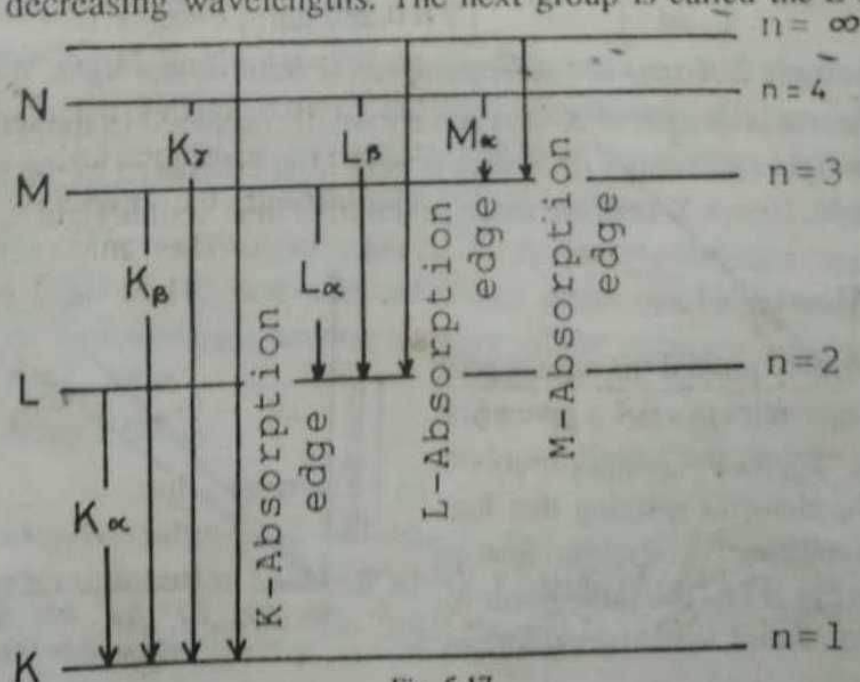 decreasing wavelengths. The next group is called the
n = ∞
N
n = 4
Kγ
Lβ
Mα
M
n = 3
Kβ
Lα
L
n = 2
Kα
K-Absorption
edge
L-Absorption
edge
M-Absorption
edge
K
n = 1